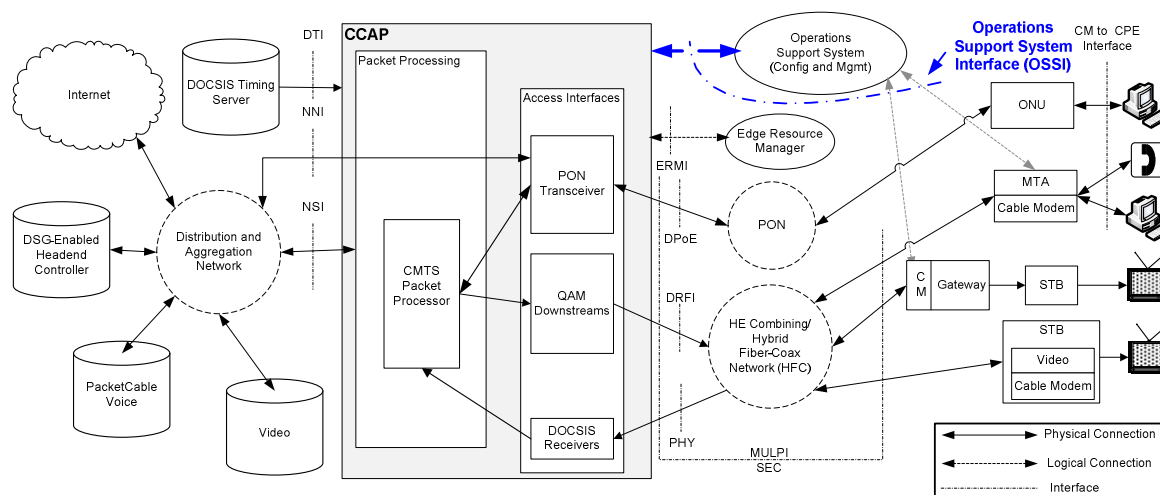 DTI
CCAP
Operations
Support System
(Config and Mgmt)
Operations
Support System
Interface (OSSI)
CM to CPE
Interface
Packet Processing
Internet
DOCSIS Timing
Server
NNI
Access Interfaces
ONU
Edge Resource
Manager
ERMI
PON
Transceiver
MTA
Cable Modem
NSI
DSG-Enabled
Headend
Controller
Distribution and
Aggregation
Network
PON
DPoE
CMTS
Packet
Processor
QAM
Downstreams
DRFI
C
M
Gateway
STB
HE Combining/
Hybrid
Fiber-Coax
Network (HFC)
STB
Video
Cable Modem
PacketCable
Voice
Video
DOCSIS
Receivers
PHY
MULPI
SEC
Physical Connection
Logical Connection
Interface